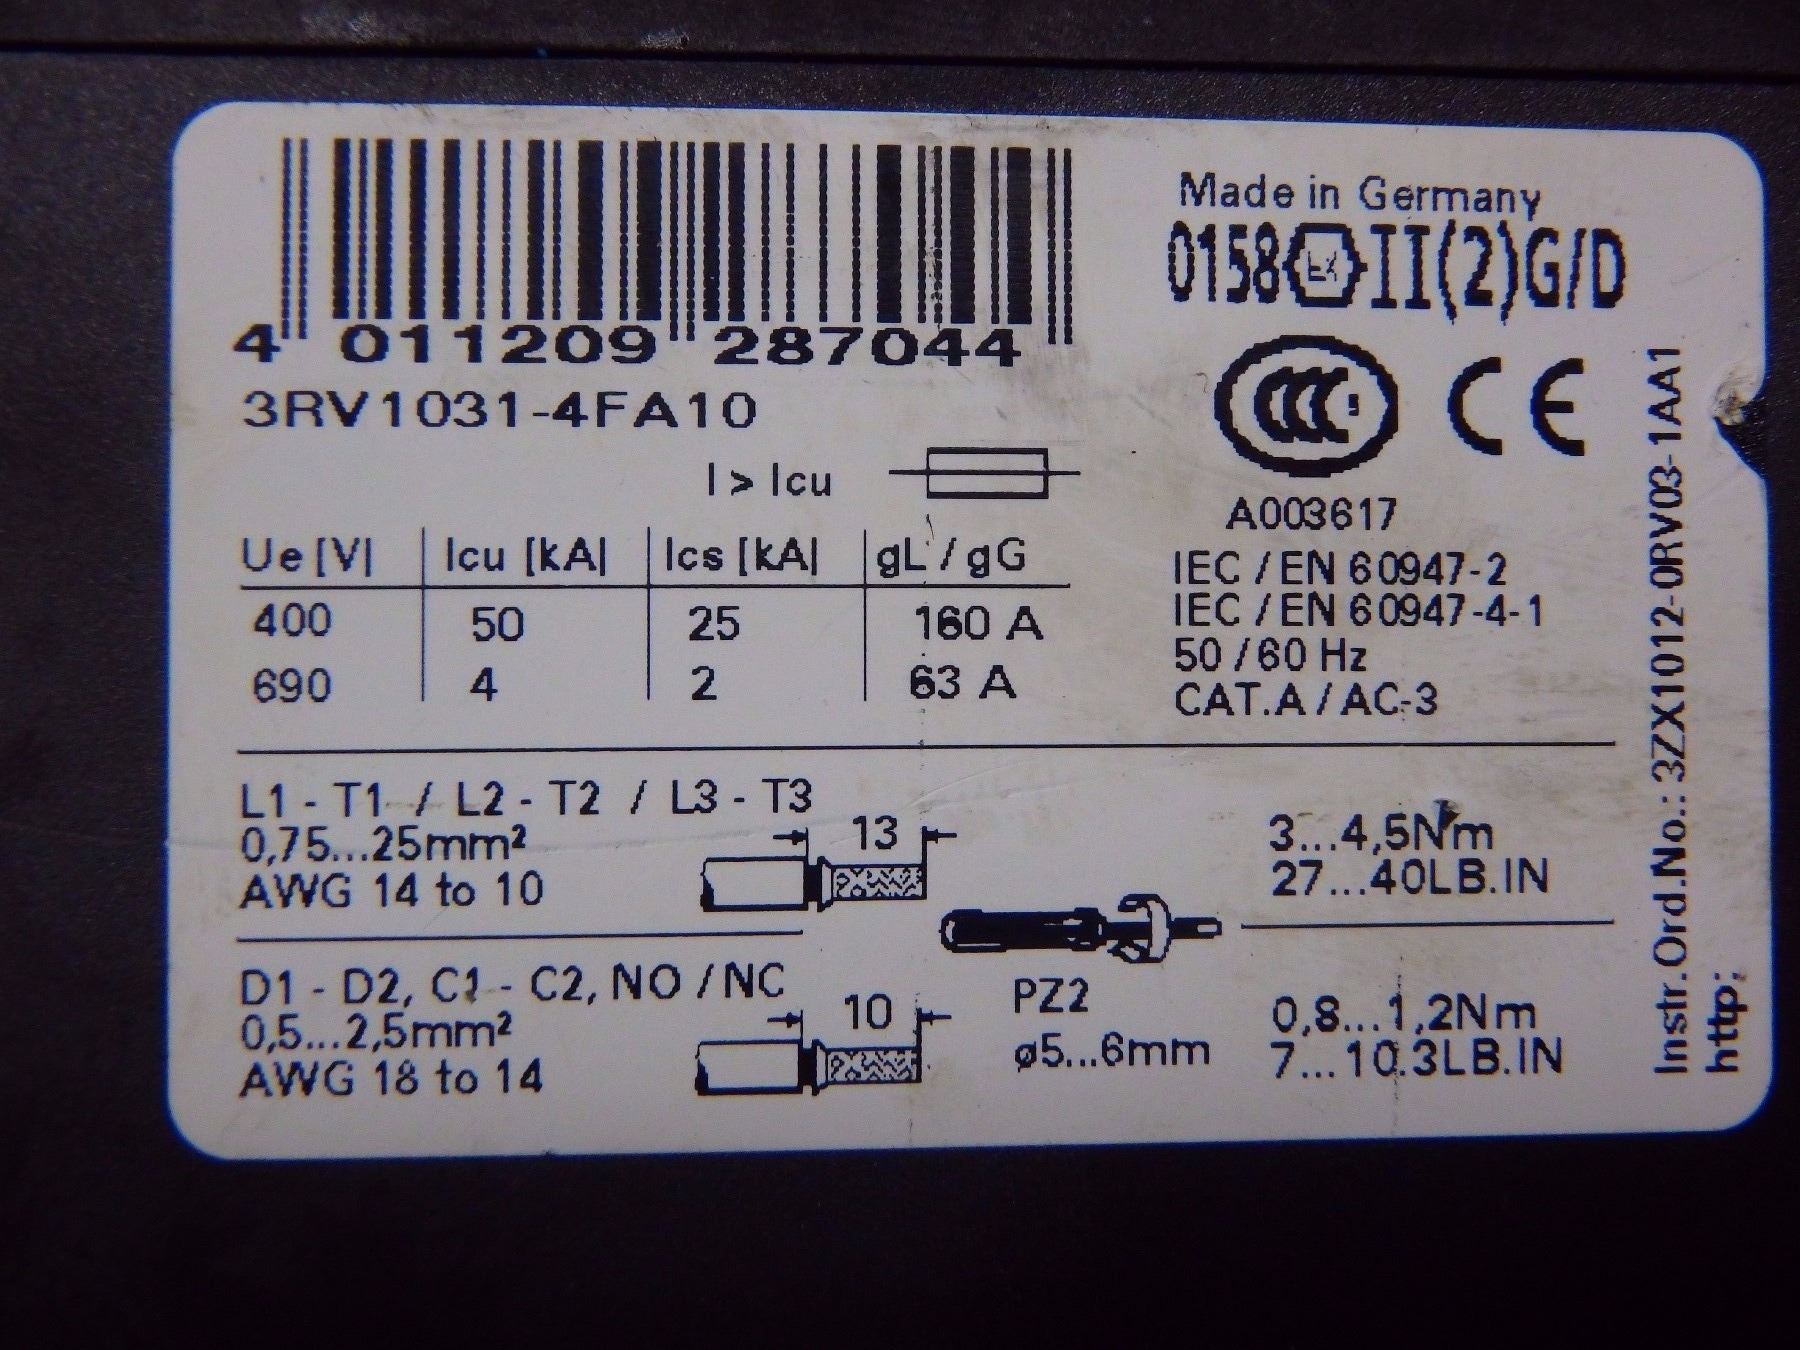 4 011209 287044
3RV1031-4FA10
I > Icu
Ue [V] Icu [kA] Ics [kA] gL / gG
400 50 25 160 A
690 4 2 63 A
Made in Germany
0158 Ex II(2)G/D
CCC S CE
A003617
IEC / EN 60947-2
IEC / EN 60947-4-1
50 / 60 Hz
CAT.A / AC-3
L1 - T1 / L2 - T2 / L3 - T3
0,75...25mm²
AWG 14 to 10
13
3...4,5Nm
27...40LB.IN
D1 - D2, C1 - C2, NO / NC
0,5...2,5mm²
AWG 18 to 14
10
PZ2
ø5...6mm
0,8...1,2Nm
7...10.3LB.IN
Instr.Ord.No.: 3ZX1012-0RV03-1AA1
http: